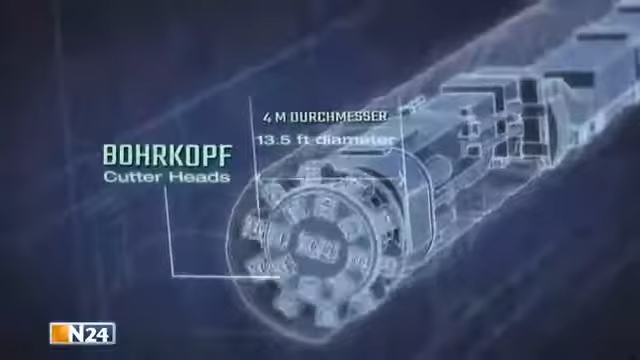 4 M DURCHMESSER
13.5 ft diameter
BOHRKOPF
Cutter Heads
N24